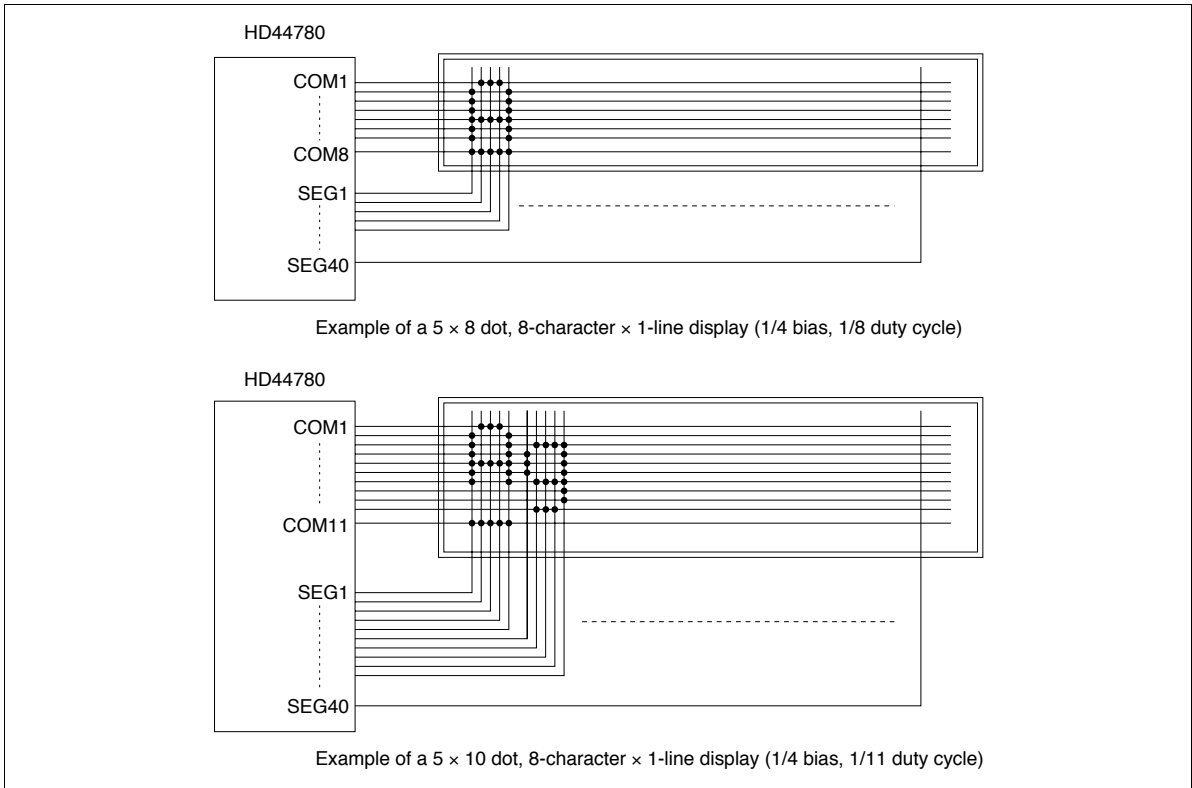 HD44780
COM1
COM8
SEG1
SEG40
Example of a 5 × 8 dot, 8-character × 1-line display (1/4 bias, 1/8 duty cycle)
HD44780
COM1
COM11
SEG1
SEG40
Example of a 5 × 10 dot, 8-character × 1-line display (1/4 bias, 1/11 duty cycle)